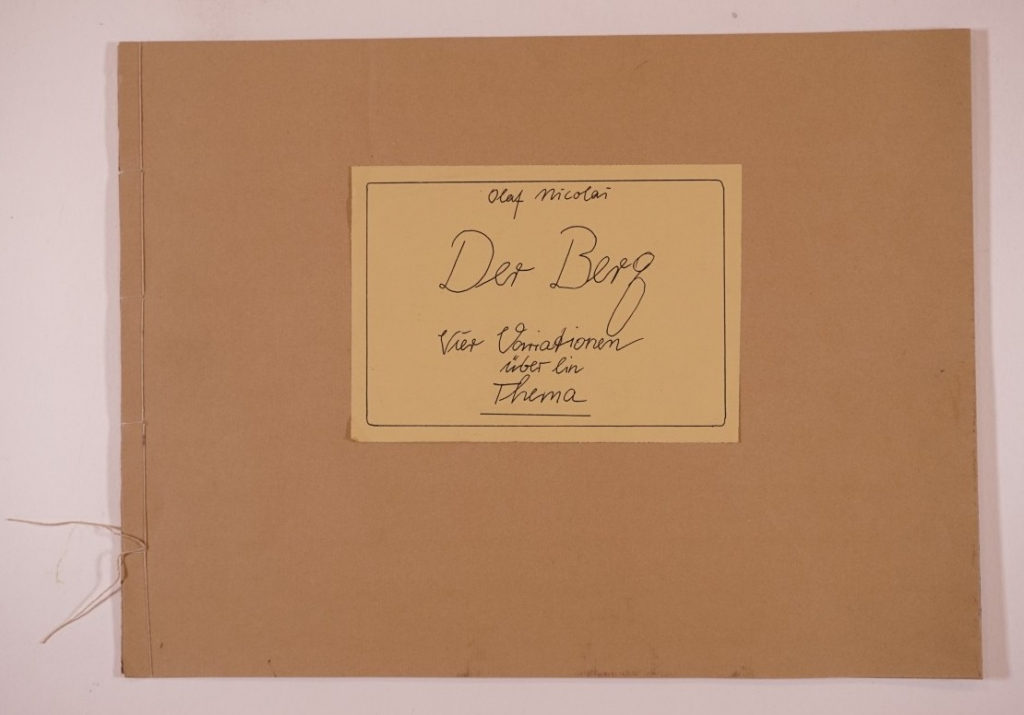 Olaf Nicolai
Der Berg
Vier Variationen
über ein
Thema